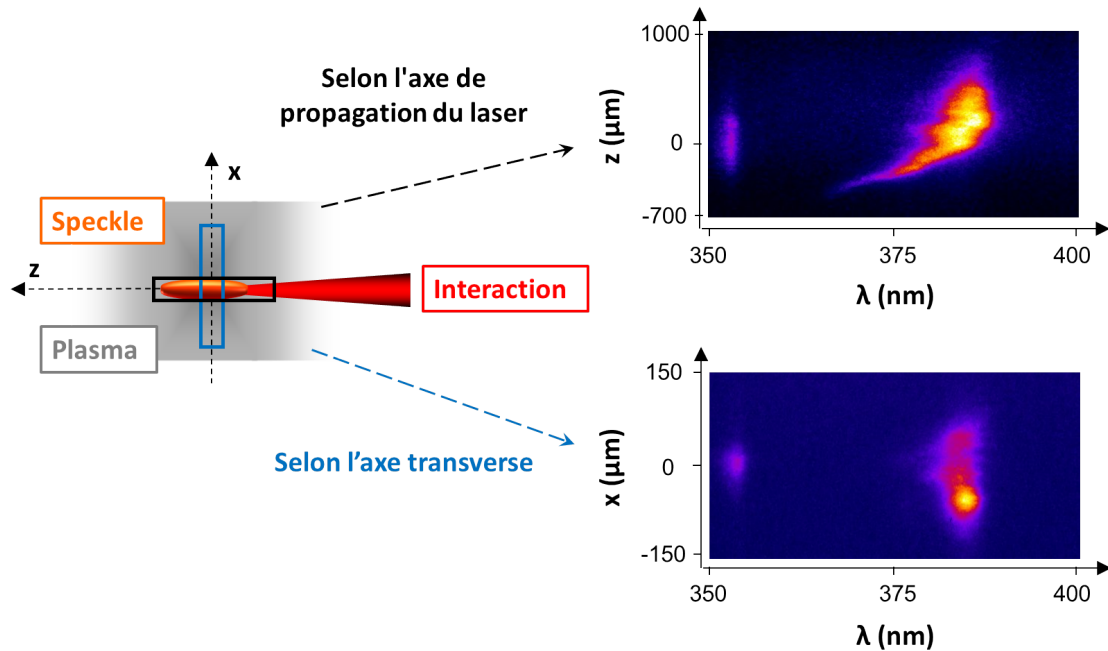 Selon l'axe de
propagation du laser
x
Speckle
z
Interaction
Plasma
Selon l’axe transverse
1000
z (µm)
0
-700
350
375
400
λ (nm)
150
x (µm)
0
-150
350
375
400
λ (nm)